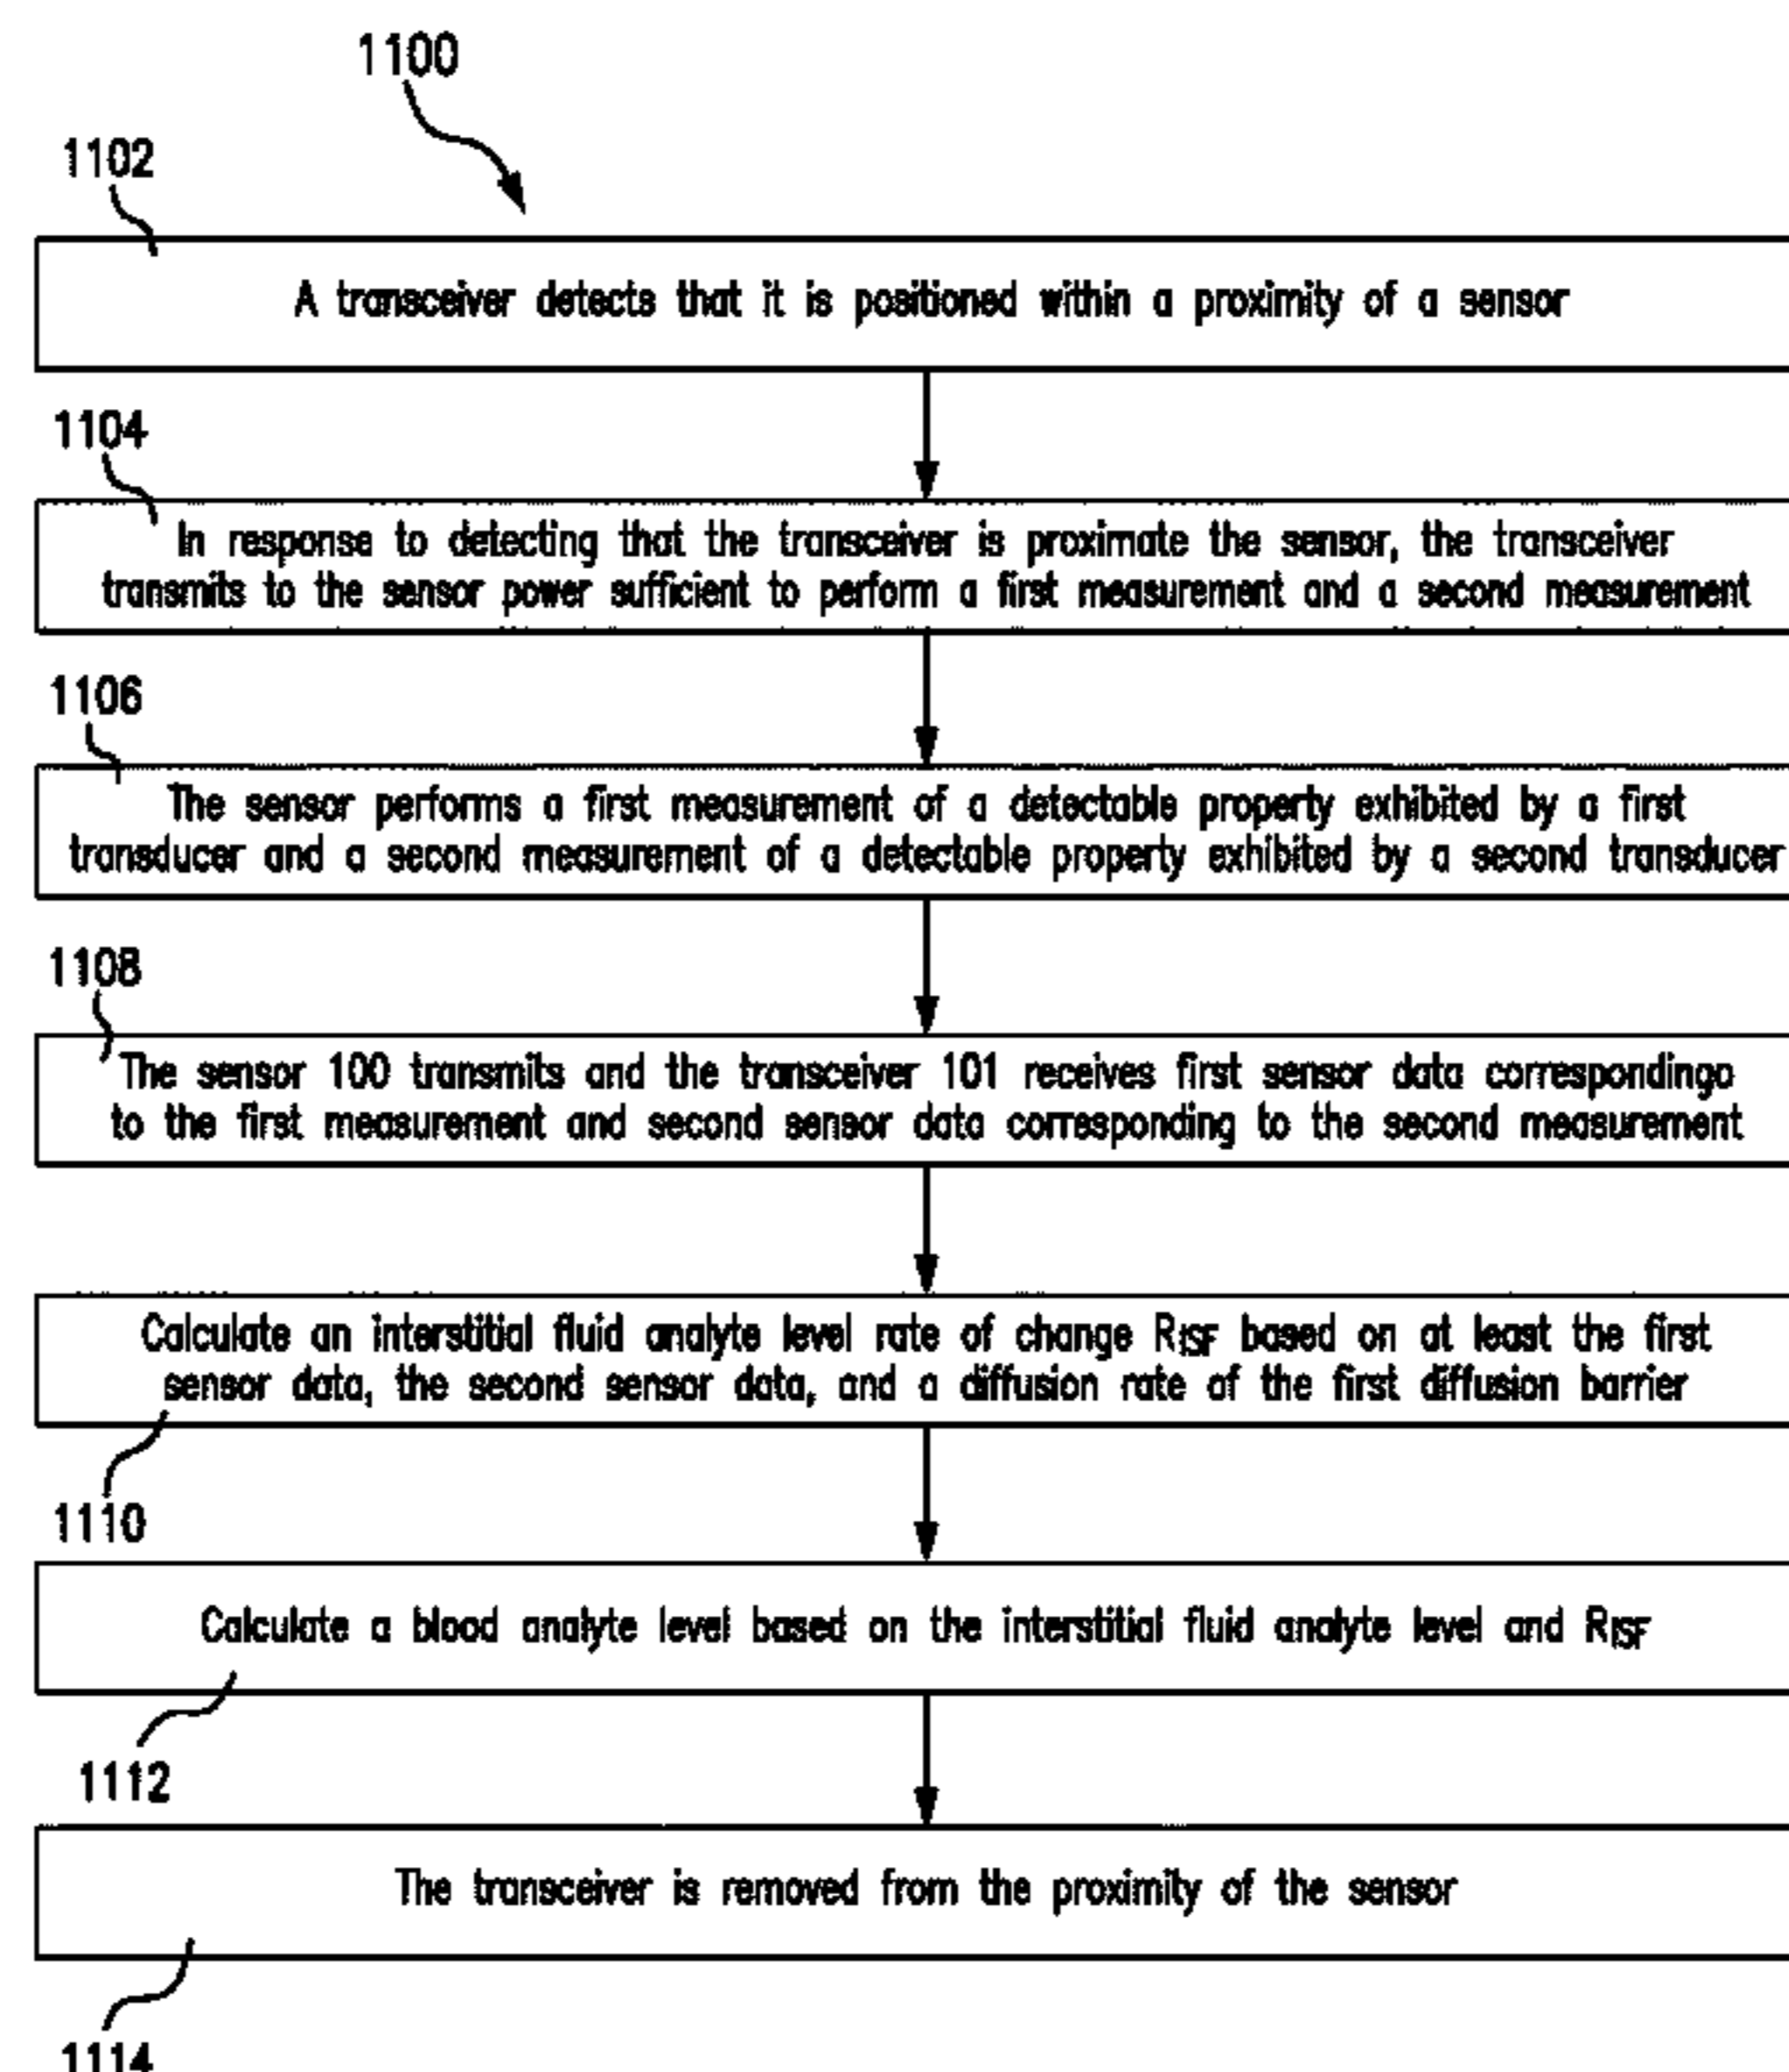 1100
1102
A transceiver detects that it is positioned within a proximity of a sensor
1104
In response to detecting that the transceiver is proximate the sensor, the transceiver
transmits to the sensor power sufficient to perform a first measurement and a second measurement
1106
The sensor performs a first measurement of a detectable property exhibited by a first
transducer and a second measurement of a detectable property exhibited by a second transducer
1108
The sensor 100 transmits and the transceiver 101 receives first sensor data correspondingo
to the first measurement and second sensor data corresponding to the second measurement
Calculate an interstitial fluid analyte level rate of change RISF based on at least the first
sensor data, the second sensor data, and a diffusion rate of the first diffusion barrier
1110
Calculate a blood analyte level based on the interstitial fluid analyte level and RISF
1112
The transceiver is removed from the proximity of the sensor
1114